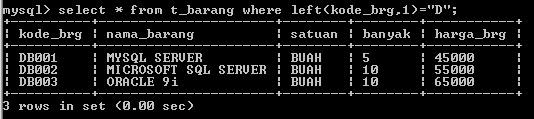 mysql> select * from t_barang where left(kode_brg,1)="D";
+----------+----------------------+--------+--------+-----------+
| kode_brg | nama_barang | satuan | banyak | harga_brg |
+----------+----------------------+--------+--------+-----------+
| DB001 | MYSQL SERVER | BUAH | 5 | 45000 |
| DB002 | MICROSOFT SQL SERVER | BUAH | 10 | 55000 |
| DB003 | ORACLE 9i | BUAH | 10 | 65000 |
+----------+----------------------+--------+--------+-----------+
3 rows in set (0.00 sec)